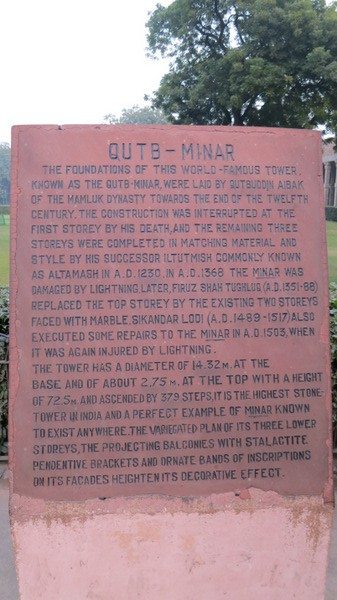 QUTB-MINAR
THE FOUNDATIONS OF THIS WORLD-FAMOUS TOWER,
KNOWN AS THE QUTB-MINAR, WERE LAID BY QUTBUDDIN AIBAK
OF THE MAMLUK DYNASTY TOWARDS THE END OF THE TWELFTH
CENTURY. THE CONSTRUCTION WAS INTERRUPTED AT THE
FIRST STOREY BY HIS DEATH, AND THE REMAINING THREE
STOREYS WERE COMPLETED IN MATCHING MATERIAL AND
STYLE BY HIS SUCCESSOR ILTUTMISH COMMONLY KNOWN
AS ALTAMASH IN A.D. 1230, IN A.D. 1368 THE MINAR WAS
DAMAGED BY LIGHTNING. LATER, FIRUZ SHAH TUGHLUQ (A.D. 1351-88)
REPLACED THE TOP STOREY BY THE EXISTING TWO STOREYS
FACED WITH MARBLE. SIKANDAR LODI (A.D. 1489-1517) ALSO
EXECUTED SOME REPAIRS TO THE MINAR IN A.D. 1503, WHEN
IT WAS AGAIN INJURED BY LIGHTNING.
THE TOWER HAS A DIAMETER OF 14.32 M. AT THE
BASE AND OF ABOUT 2.75 M. AT THE TOP WITH A HEIGHT
OF 72.5 M. AND ASCENDED BY 379 STEPS, IT IS THE HIGHEST STONE
TOWER IN INDIA AND A PERFECT EXAMPLE OF MINAR KNOWN
TO EXIST ANYWHERE. THE VARIEGATED PLAN OF ITS THREE LOWER
STOREYS, THE PROJECTING BALCONIES WITH STALACTITE
PENDENTIVE BRACKETS AND ORNATE BANDS OF INSCRIPTIONS
ON ITS FACADES HEIGHTEN ITS DECORATIVE EFFECT.